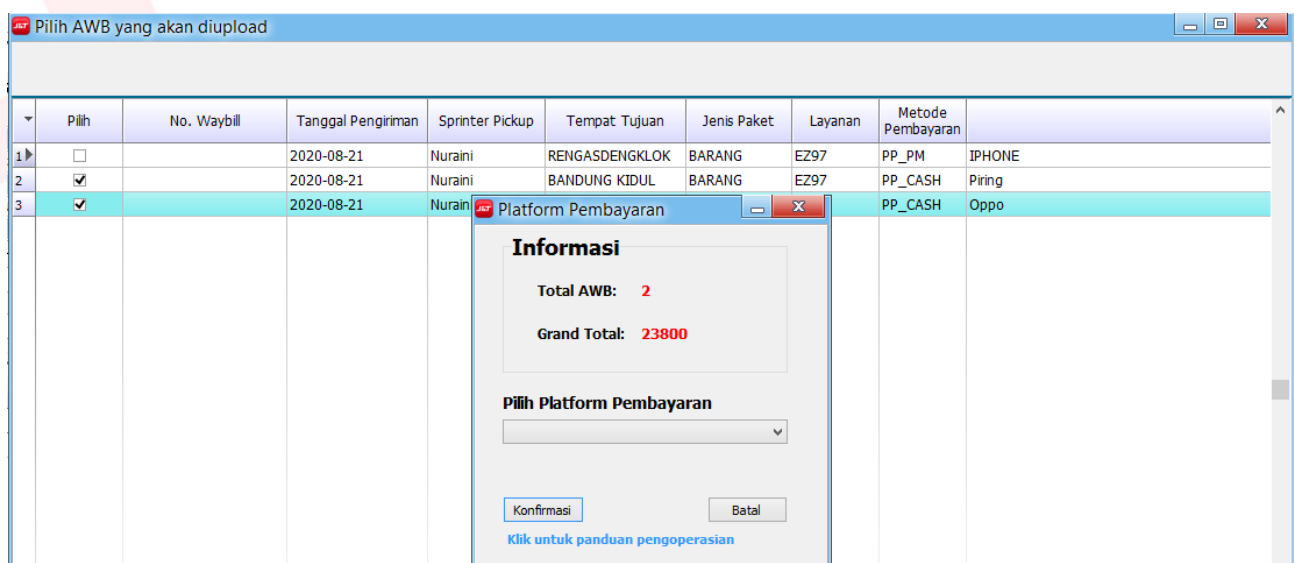 J&T Pilih AWB yang akan diupload
Pilih No. Waybill Tanggal Pengiriman Sprinter Pickup Tempat Tujuan Jenis Paket Layanan Metode Pembayaran
1 2020-08-21 Nuraini RENGASDENGKLOK BARANG EZ97 PP_PM IPHONE
2 2020-08-21 Nuraini BANDUNG KIDUL BARANG EZ97 PP_CASH Piring
3 2020-08-21 Nurain PP_CASH Oppo
J&T Platform Pembayaran
Informasi
Total AWB: 2
Grand Total: 23800
Pilih Platform Pembayaran
Konfirmasi Batal
Klik untuk panduan pengoperasian